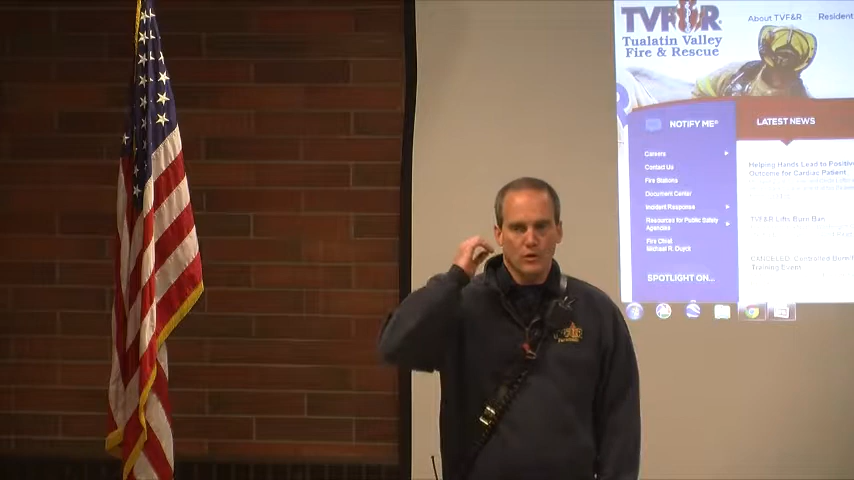 TVF&R
Tualatin Valley
Fire & Rescue
About TVF&R
Resident
NOTIFY ME
LATEST NEWS
Careers
Contact Us
Fire Stations
Document Center
Incident Response
Resources for Public Safety
Agencies
Fire Chief
Michael R. Duyck
SPOTLIGHT ON...
Helping Hands Lead to Positive
Outcome for Cardiac Patient
TVF&R Lifts Burn Ban
CANCELED: Controlled Burn
Training Event